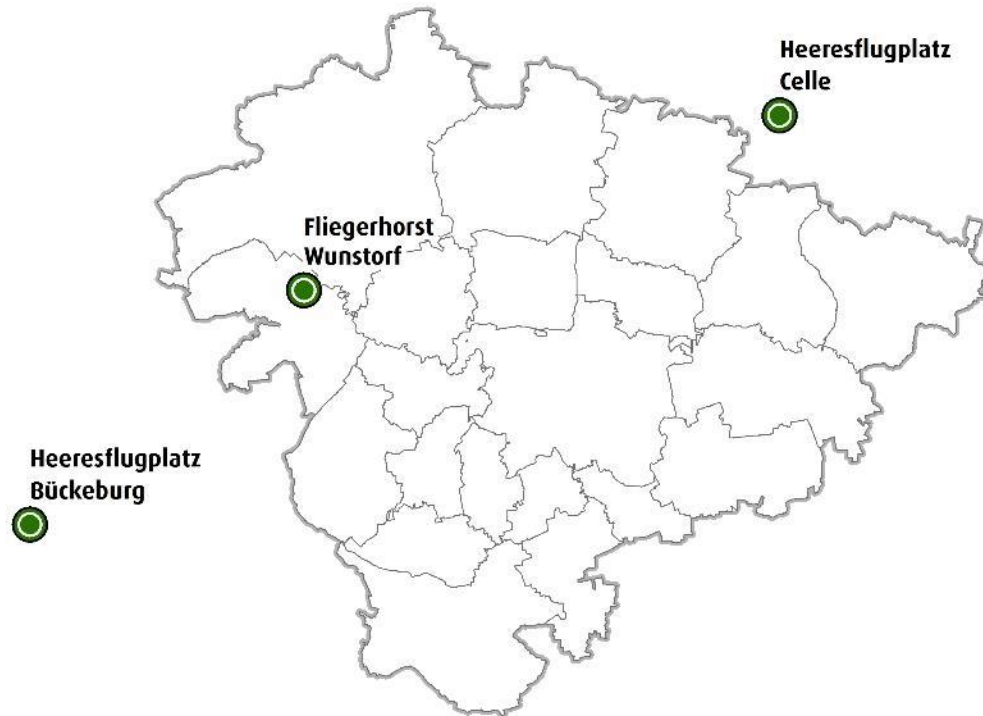 Heeresflugplatz
Celle
Fliegerhorst
Wunstorf
Heeresflugplatz
Bückeburg